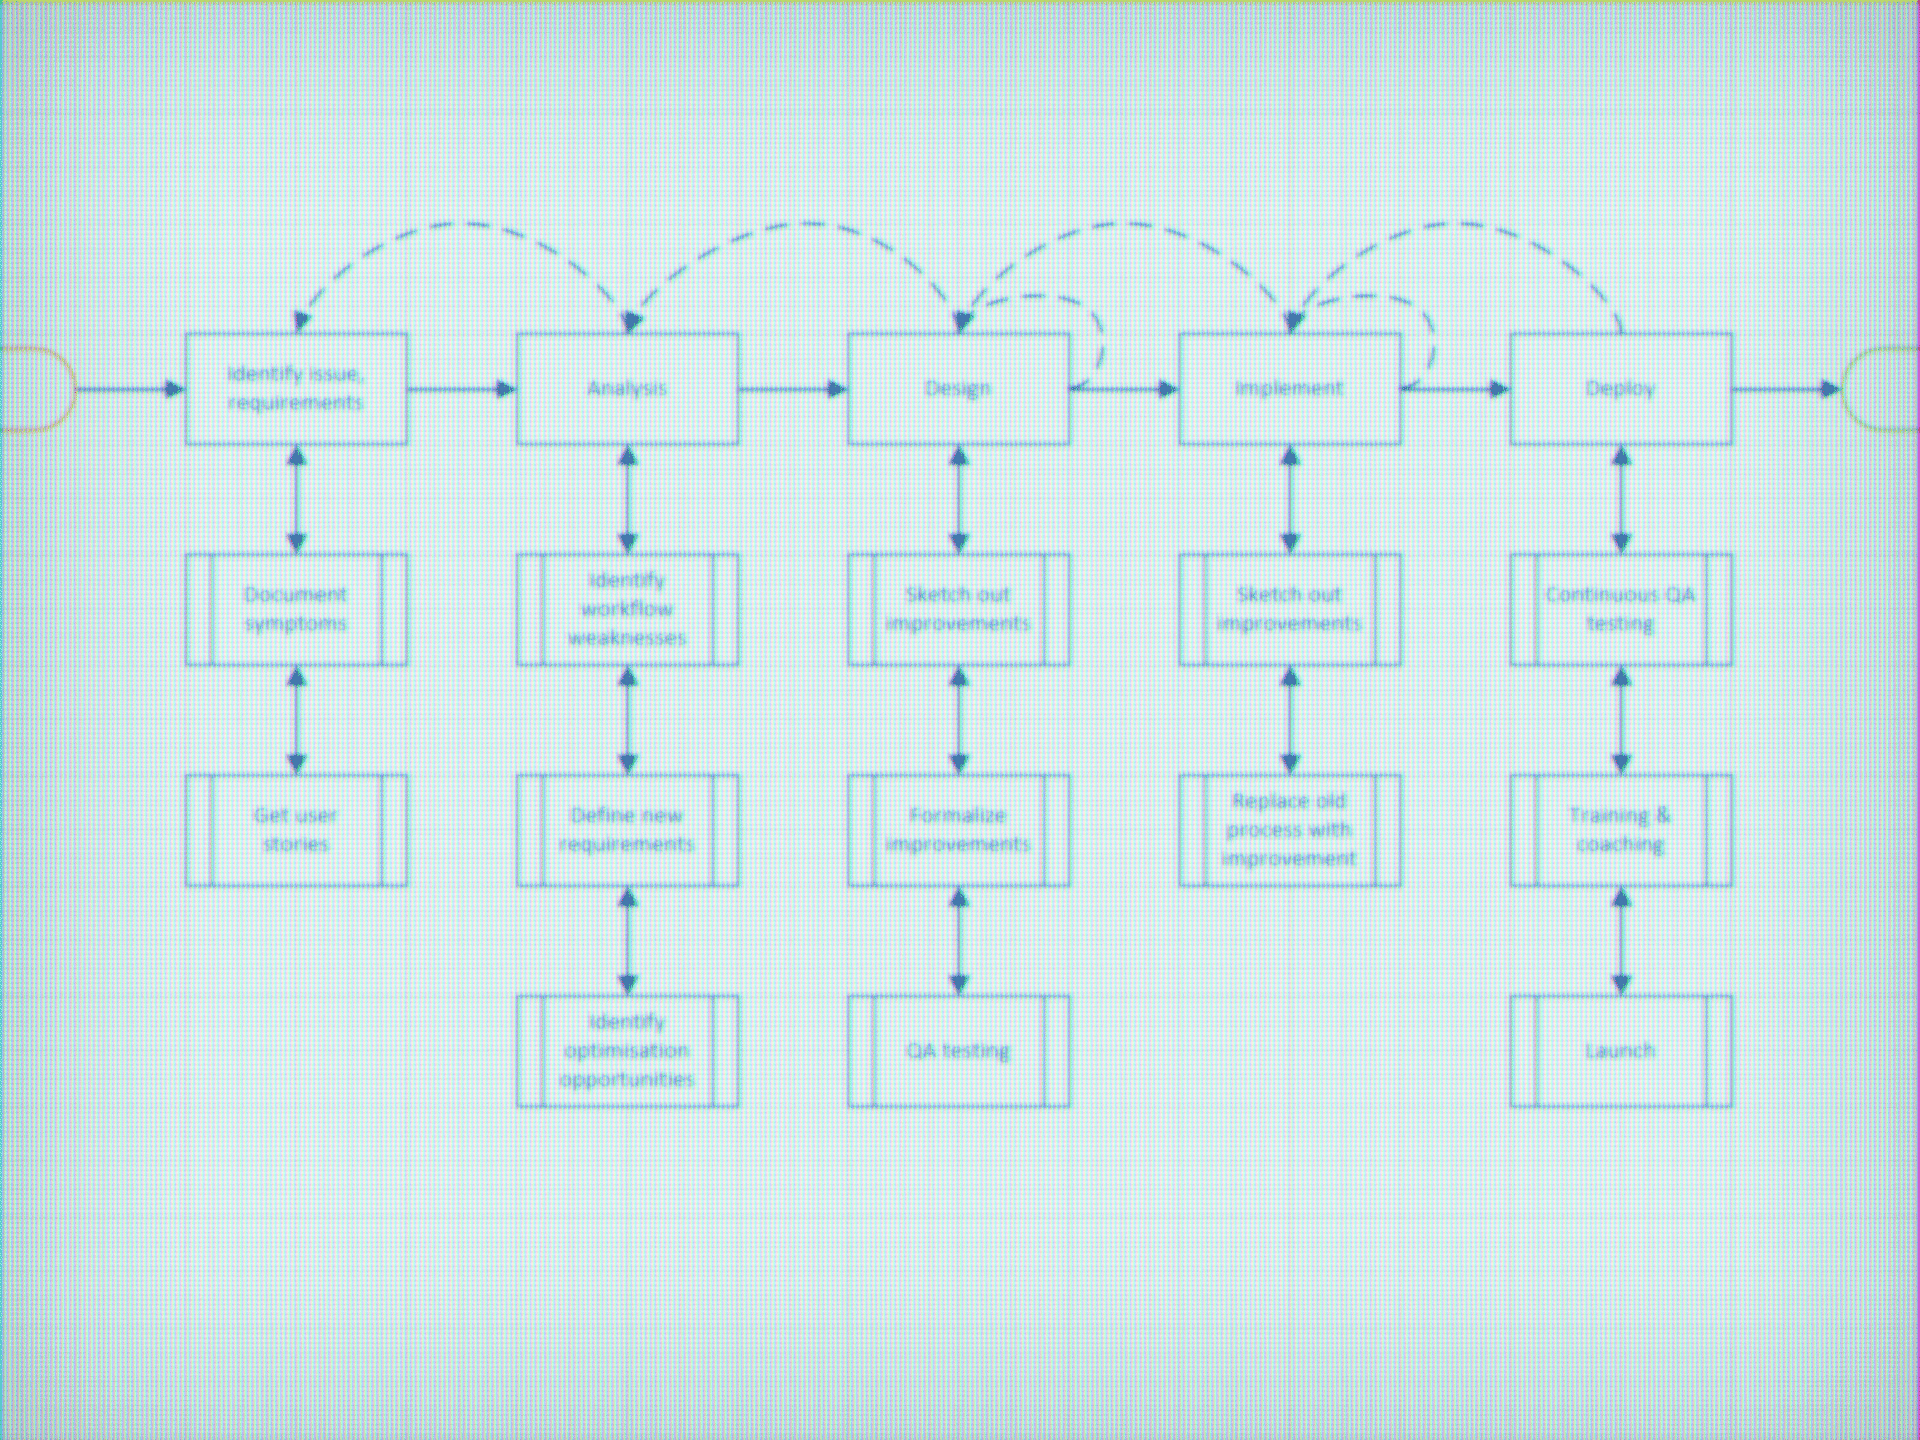 Identify issue,
requirements
Analysis
Design
Implement
Deploy
Document
symptoms
Identify
workflow
weaknesses
Sketch out
improvements
Sketch out
improvements
Continuous QA
testing
Get user
stories
Define new
requirements
Formalize
improvements
Replace old
process with
improvement
Training &
coaching
Identify
optimisation
opportunities
QA testing
Launch